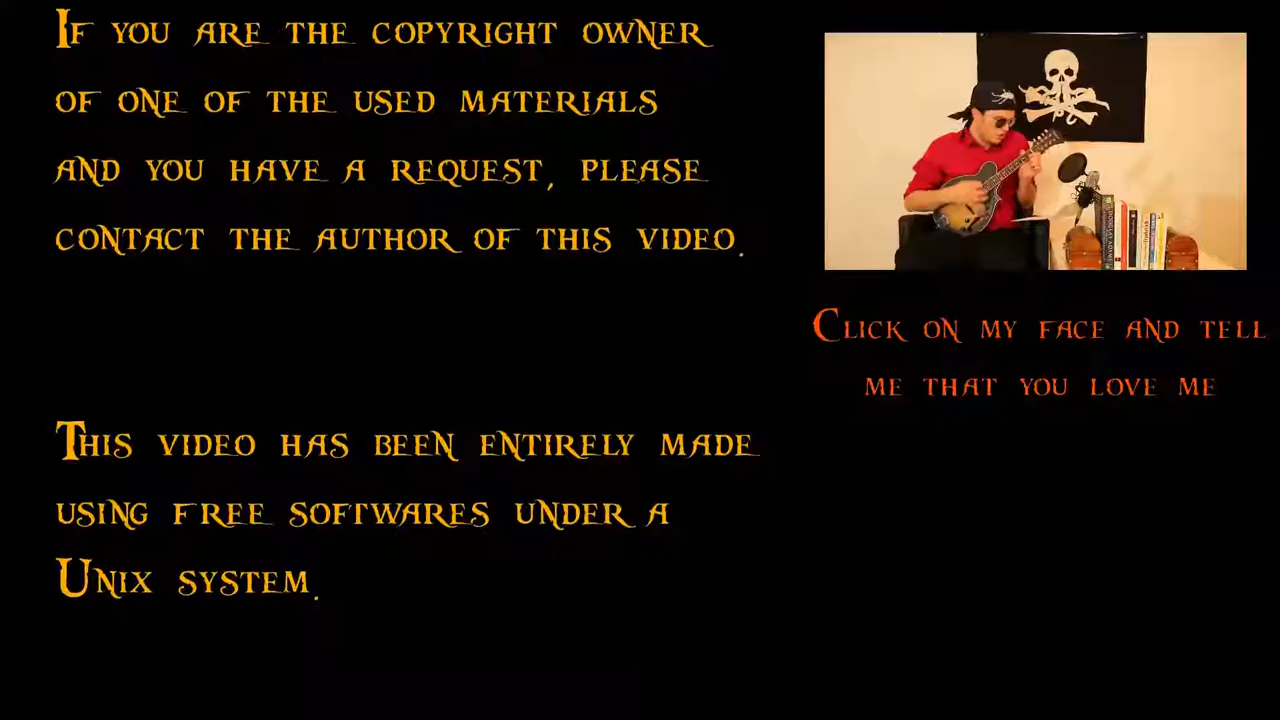 If you are the copyright owner
of one of the used materials
and you have a request, please
contact the author of this video.
Click on my face and tell
me that you love me
This video has been entirely made
using free softwares under a
Unix system.